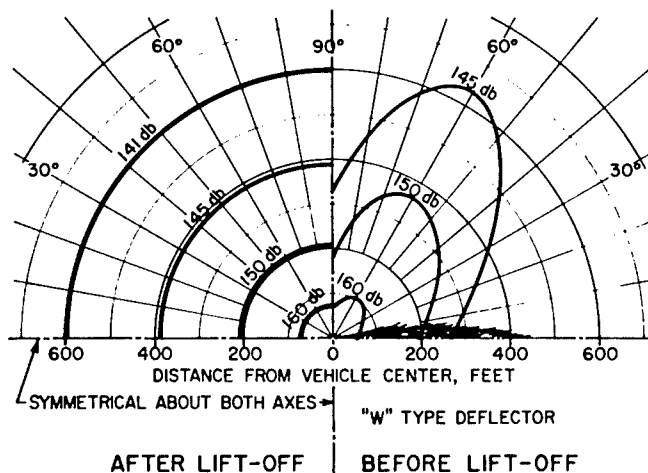 60° 90° 60°
145 db
141 db
30° 30°
145 db 150 db
150 db
160 db 160 db
600 400 200 0 200 400 600
DISTANCE FROM VEHICLE CENTER, FEET
SYMMETRICAL ABOUT BOTH AXES
"W" TYPE DEFLECTOR
AFTER LIFT-OFF BEFORE LIFT-OFF